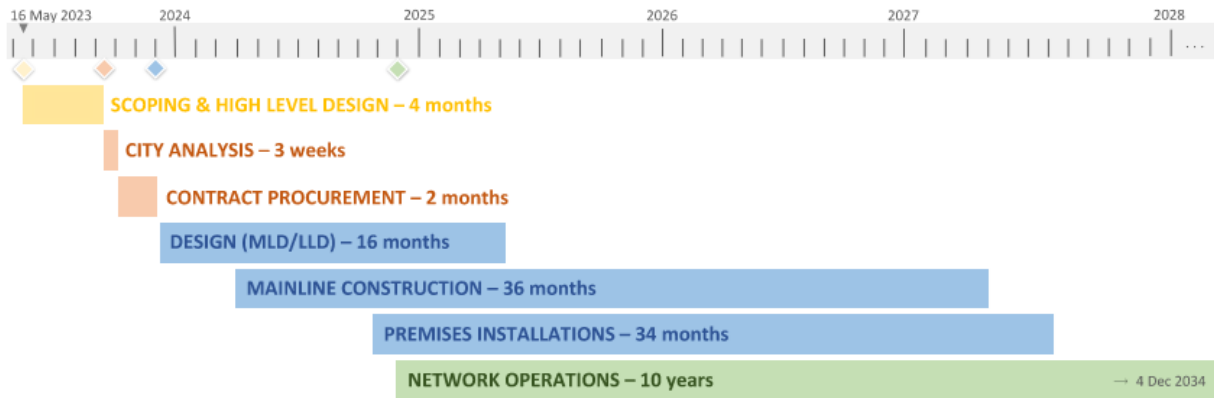 16 May 2023 2024 2025 2026 2027 2028
...
SCOPING & HIGH LEVEL DESIGN – 4 months
CITY ANALYSIS – 3 weeks
CONTRACT PROCUREMENT – 2 months
DESIGN (MLD/LLD) – 16 months
MAINLINE CONSTRUCTION – 36 months
PREMISES INSTALLATIONS – 34 months
NETWORK OPERATIONS – 10 years → 4 Dec 2034